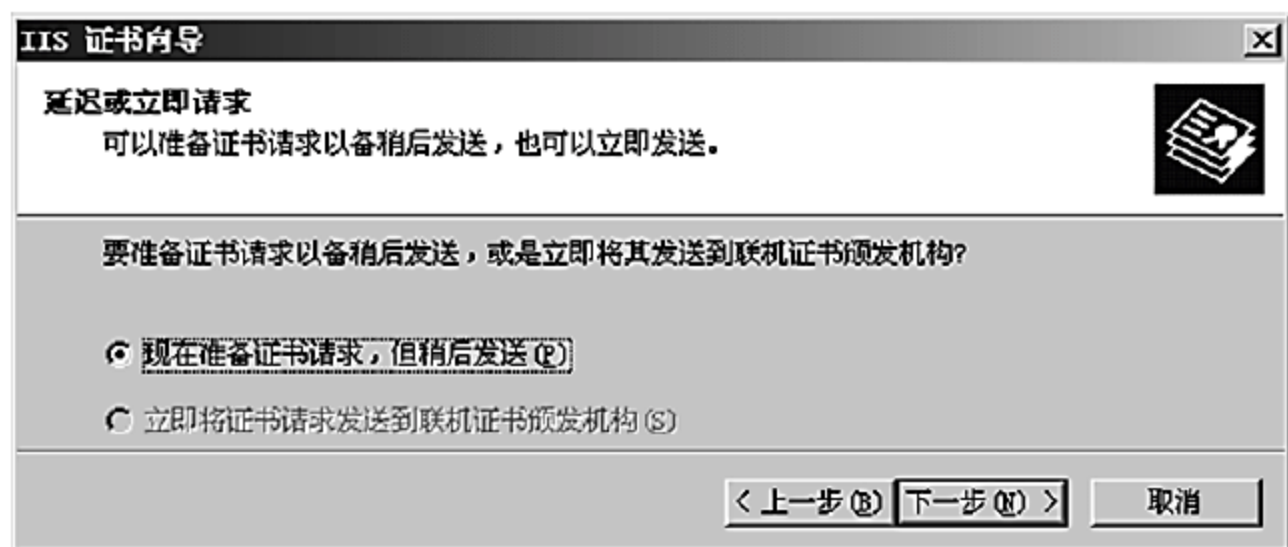 IIS 证书向导
延迟或立即请求
可以准备证书请求以备稍后发送，也可以立即发送。
要准备证书请求以备稍后发送，或是立即将其发送到联机证书颁发机构?
现在准备证书请求，但稍后发送(P)
立即将证书请求发送到联机证书颁发机构(S)
< 上一步(B) 下一步(N) > 取消